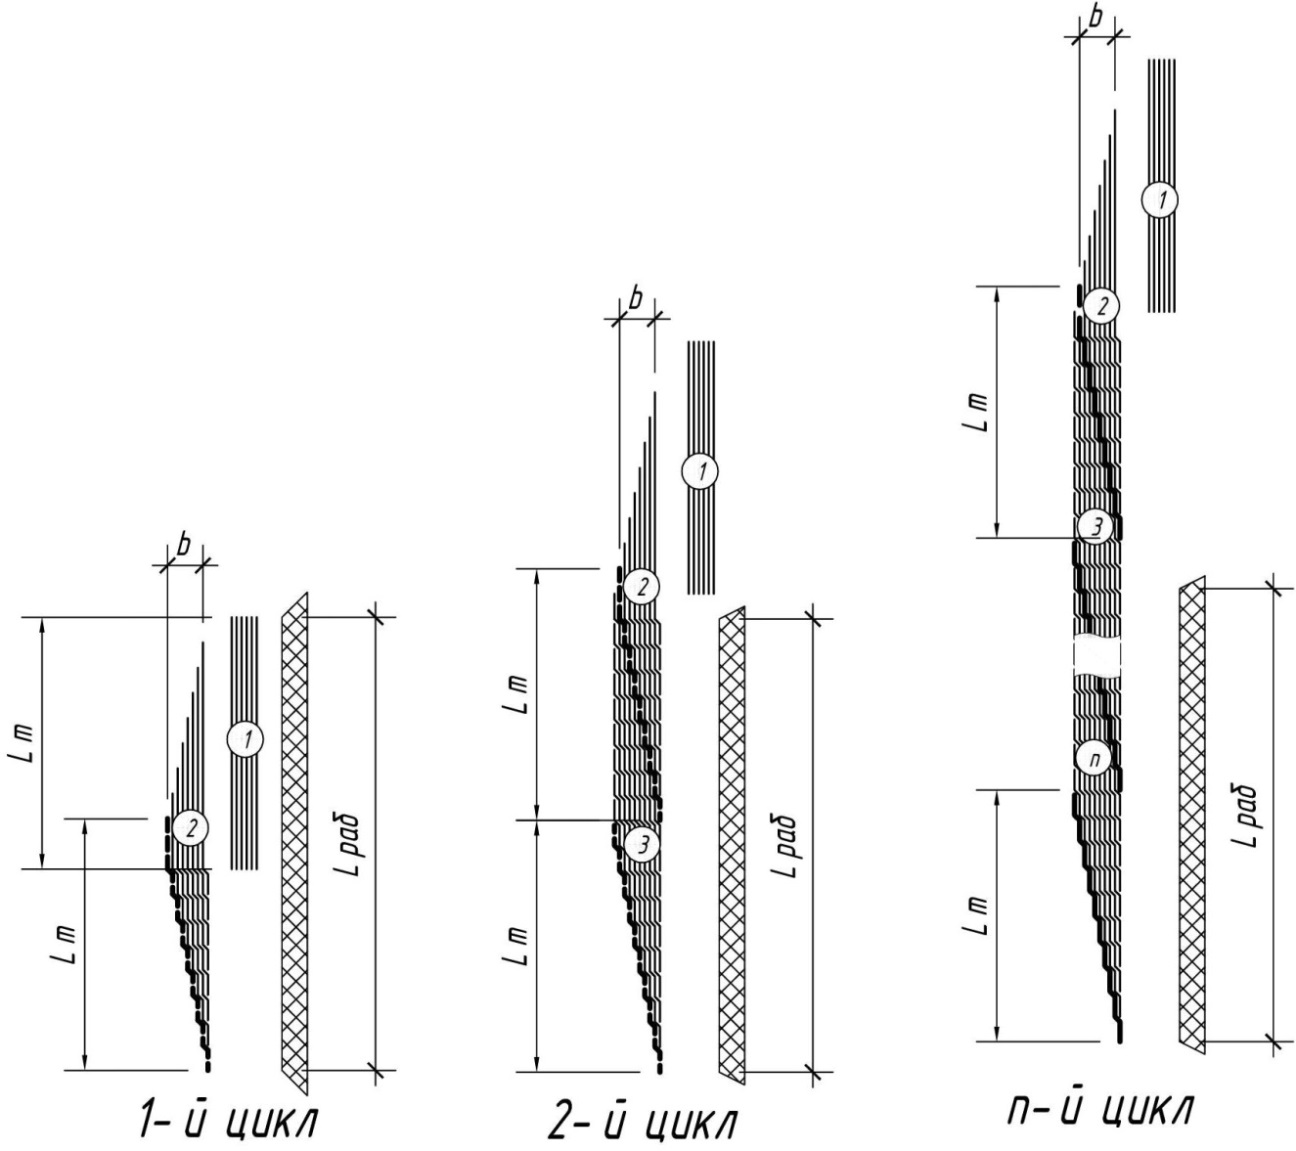 b
1
2
L т
L т
L раб
1- й цикл
b
1
2
3
L т
L т
L раб
2- й цикл
b
1
2
3
n
L т
L т
L раб
n- й цикл